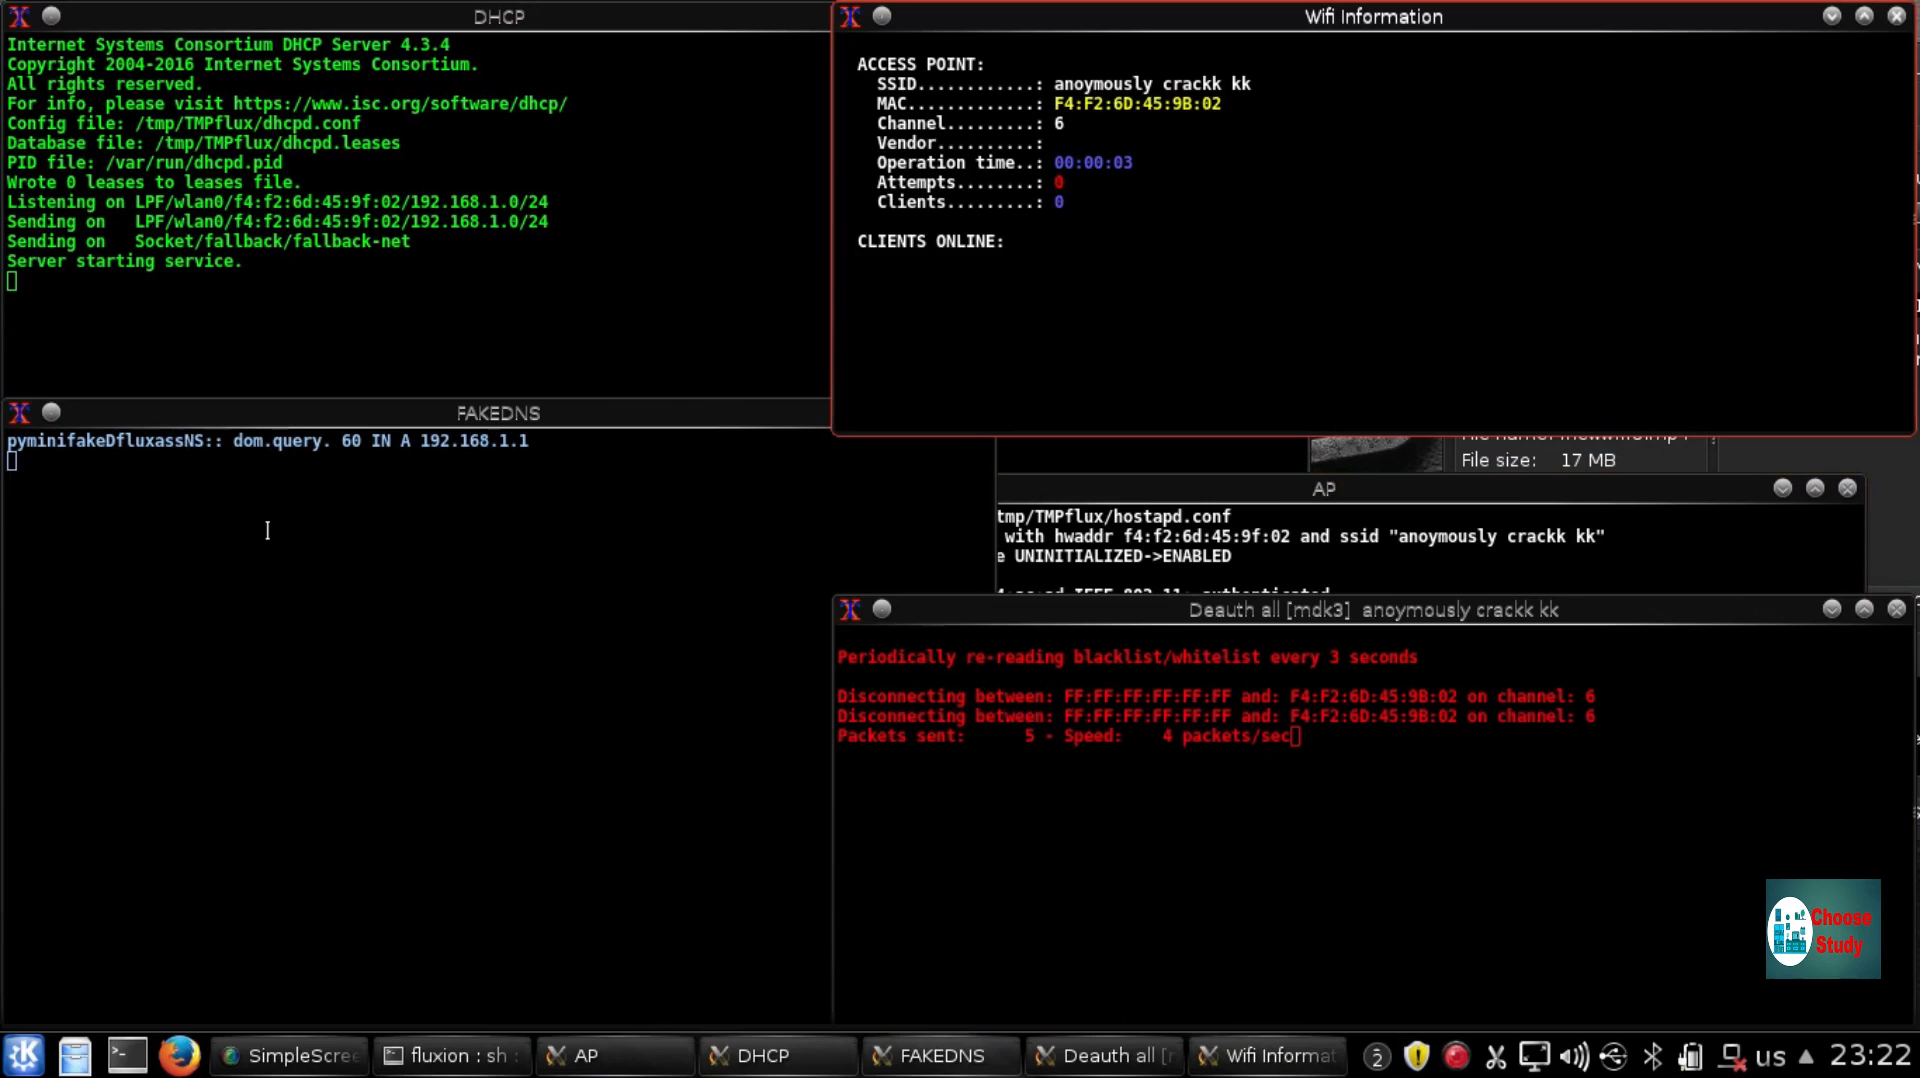 DHCP
Internet Systems Consortium DHCP Server 4.3.4
Copyright 2004-2016 Internet Systems Consortium.
All rights reserved.
For info, please visit https://www.isc.org/software/dhcp/
Config file: /tmp/TMPflux/dhcpd.conf
Database file: /tmp/TMPflux/dhcpd.leases
PID file: /var/run/dhcpd.pid
Wrote 0 leases to leases file.
Listening on LPF/wlan0/f4:f2:6d:45:9f:02/192.168.1.0/24
Sending on   LPF/wlan0/f4:f2:6d:45:9f:02/192.168.1.0/24
Sending on   Socket/fallback/fallback-net
Server starting service.
Wifi Information
ACCESS POINT:
SSID............: anoymously crackk kk
MAC.............: F4:F2:6D:45:9B:02
Channel.........: 6
Vendor..........:
Operation time..: 00:00:03
Attempts........: 0
Clients.........: 0
CLIENTS ONLINE:
FAKEDNS
pyminifakeDfluxassNS:: dom.query. 60 IN A 192.168.1.1
File size: 17 MB
AP
tmp/TMPflux/hostapd.conf
with hwaddr f4:f2:6d:45:9f:02 and ssid "anoymously crackk kk"
e UNINITIALIZED->ENABLED
Deauth all [mdk3] anoymously crackk kk
Periodically re-reading blacklist/whitelist every 3 seconds
Disconnecting between: FF:FF:FF:FF:FF:FF and: F4:F2:6D:45:9B:02 on channel: 6
Disconnecting between: FF:FF:FF:FF:FF:FF and: F4:F2:6D:45:9B:02 on channel: 6
Packets sent:      5 - Speed:    4 packets/sec
Choose
Study
SimpleScree
fluxion : sh
AP
DHCP
FAKEDNS
Deauth all [
Wifi Informat
2
us
23:22